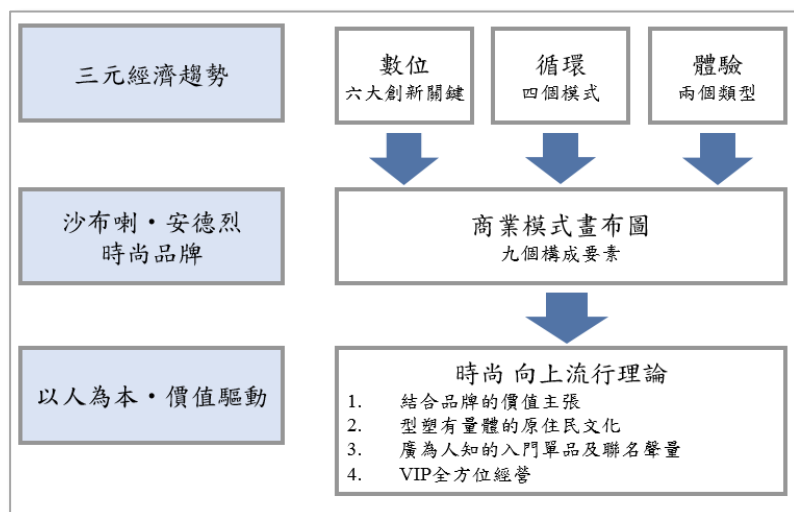 三元經濟趨勢
數位
六大創新關鍵
循環
四個模式
體驗
兩個類型
沙布喇・安德烈
時尚品牌
商業模式畫布圖
九個構成要素
以人為本・價值驅動
時尚 向上流行理論
1. 結合品牌的價值主張
2. 型塑有量體的原住民文化
3. 廣為人知的入門單品及聯名聲量
4. VIP全方位經營